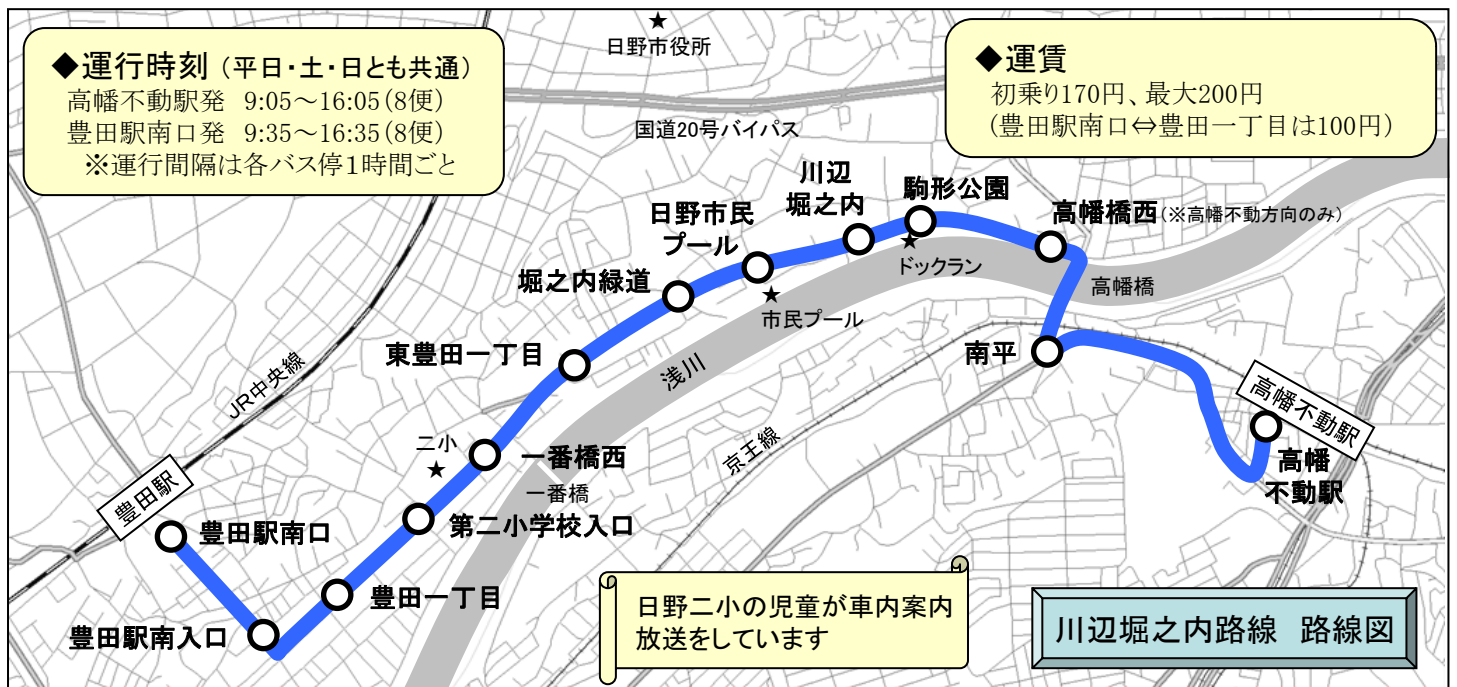 ◆運行時刻（平日・土・日とも共通）
高幡不動駅発 9:05～16:05(8便)
豊田駅南口発 9:35～16:35(8便)
※運行間隔は各バス停1時間ごと
★
日野市役所
国道20号バイパス
◆運賃
初乗り170円、最大200円
(豊田駅南口⇔豊田一丁目は100円)
川辺
堀之内
駒形公園
高幡橋西(※高幡不動方向のみ)
日野市民
プール
★
ドックラン
堀之内緑道
★
市民プール
高幡橋
東豊田一丁目
浅川
南平
JR中央線
高幡不動駅
京王線
高幡
不動駅
二小
★
一番橋西
一番橋
豊田駅
豊田駅南口
第二小学校入口
豊田一丁目
豊田駅南入口
日野二小の児童が車内案内
放送をしています
川辺堀之内路線 路線図